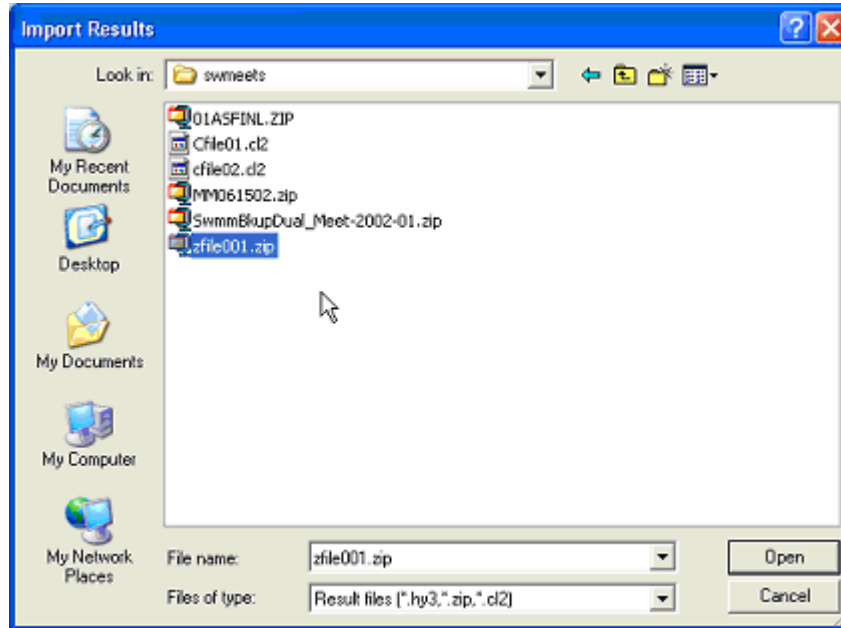 Import Results
Look in: swmeets
01ASFINL.ZIP
Cfile01.cl2
cfile02.cl2
MM061502.zip
SwmmBkupDual_Meet-2002-01.zip
zfile001.zip
My Recent
Documents
Desktop
My Documents
My Computer
My Network
Places
File name: zfile001.zip
Open
Files of type: Result files (*.hy3,*.zip,*.cl2)
Cancel